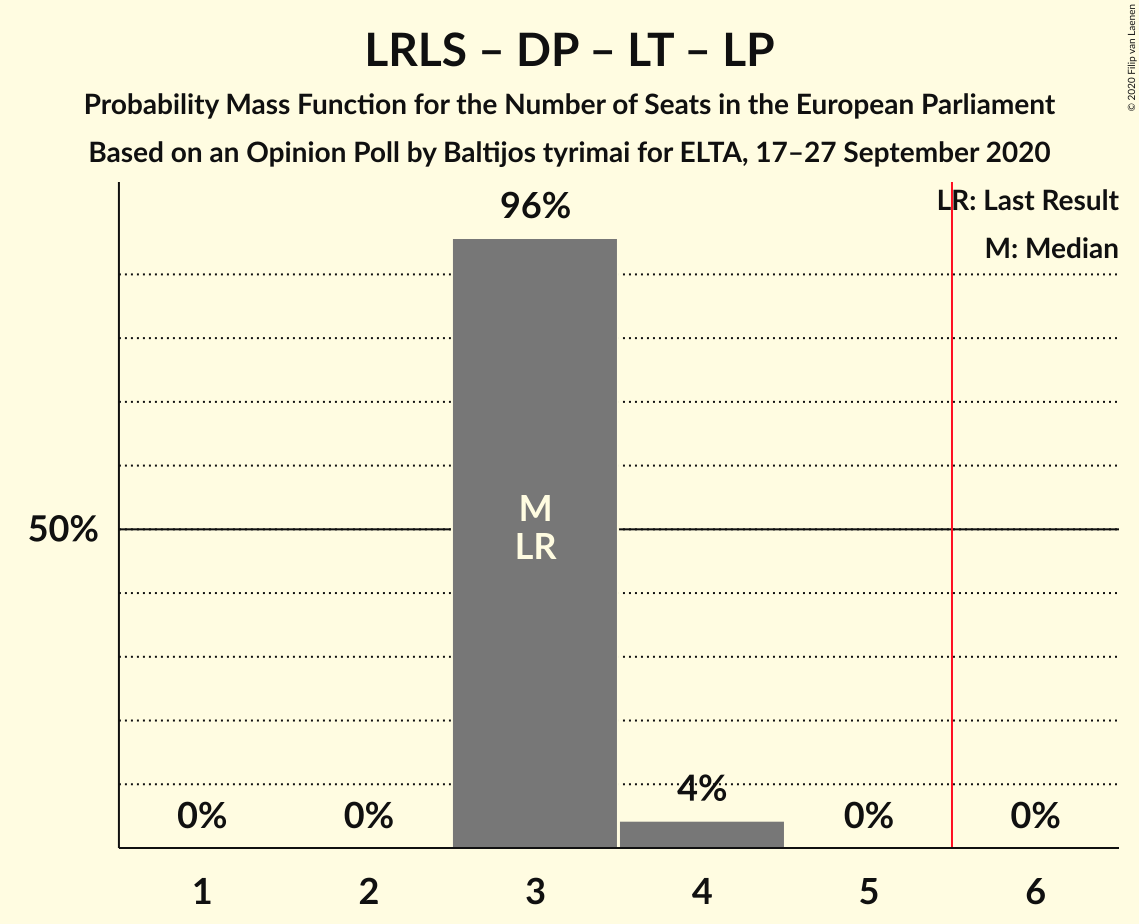 LRLS – DP – LT – LP
Probability Mass Function for the Number of Seats in the European Parliament
Based on an Opinion Poll by Baltijos tyrimai for ELTA, 17–27 September 2020
© 2020 Filip van Laenen
LR: Last Result
M: Median
96%
M
LR
50%
0%
0%
4%
0%
0%
1
2
3
4
5
6